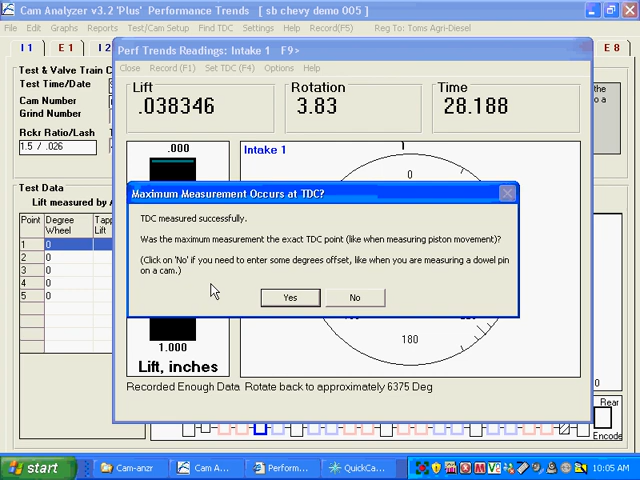 Cam Analyzer v3.2 'Plus' Performance Trends [ sb chevy demo 005 ]
File Edit Graphs Reports Test/Cam Setup Find TDC Settings Help Record(F5) Reg To: Toms Agri-Diesel
I 1 E 1 I 2 E 8
Perf Trends Readings: Intake 1 F9>
Close Record (F1) Set TDC (F4) Options Help
Test & Valve Train C
Test Time/Date
Cam Number
Grind Number
Rckr Ratio/Lash
1.5 / .026
the
to a
Lift
.038346
Rotation
3.83
Time
28.188
.000
Intake 1
0
Test Data
Lift measured by
Point Degree Wheel Tapp Lift
1 0
2 0
3 0
4 0
5 0
Maximum Measurement Occurs at TDC?
TDC measured successfully.
Was the maximum measurement the exact TDC point (like when measuring piston movement)?
(Click on 'No' if you need to enter some degrees offset, like when you are measuring a dowel pin
on a cam.)
Yes No
1.000
180
Lift, inches
Recorded Enough Data Rotate back to approximately 6375 Deg
0
Rear
Encode
start Cam-anzr Cam A... Perform... QuickCa... 10:05 AM